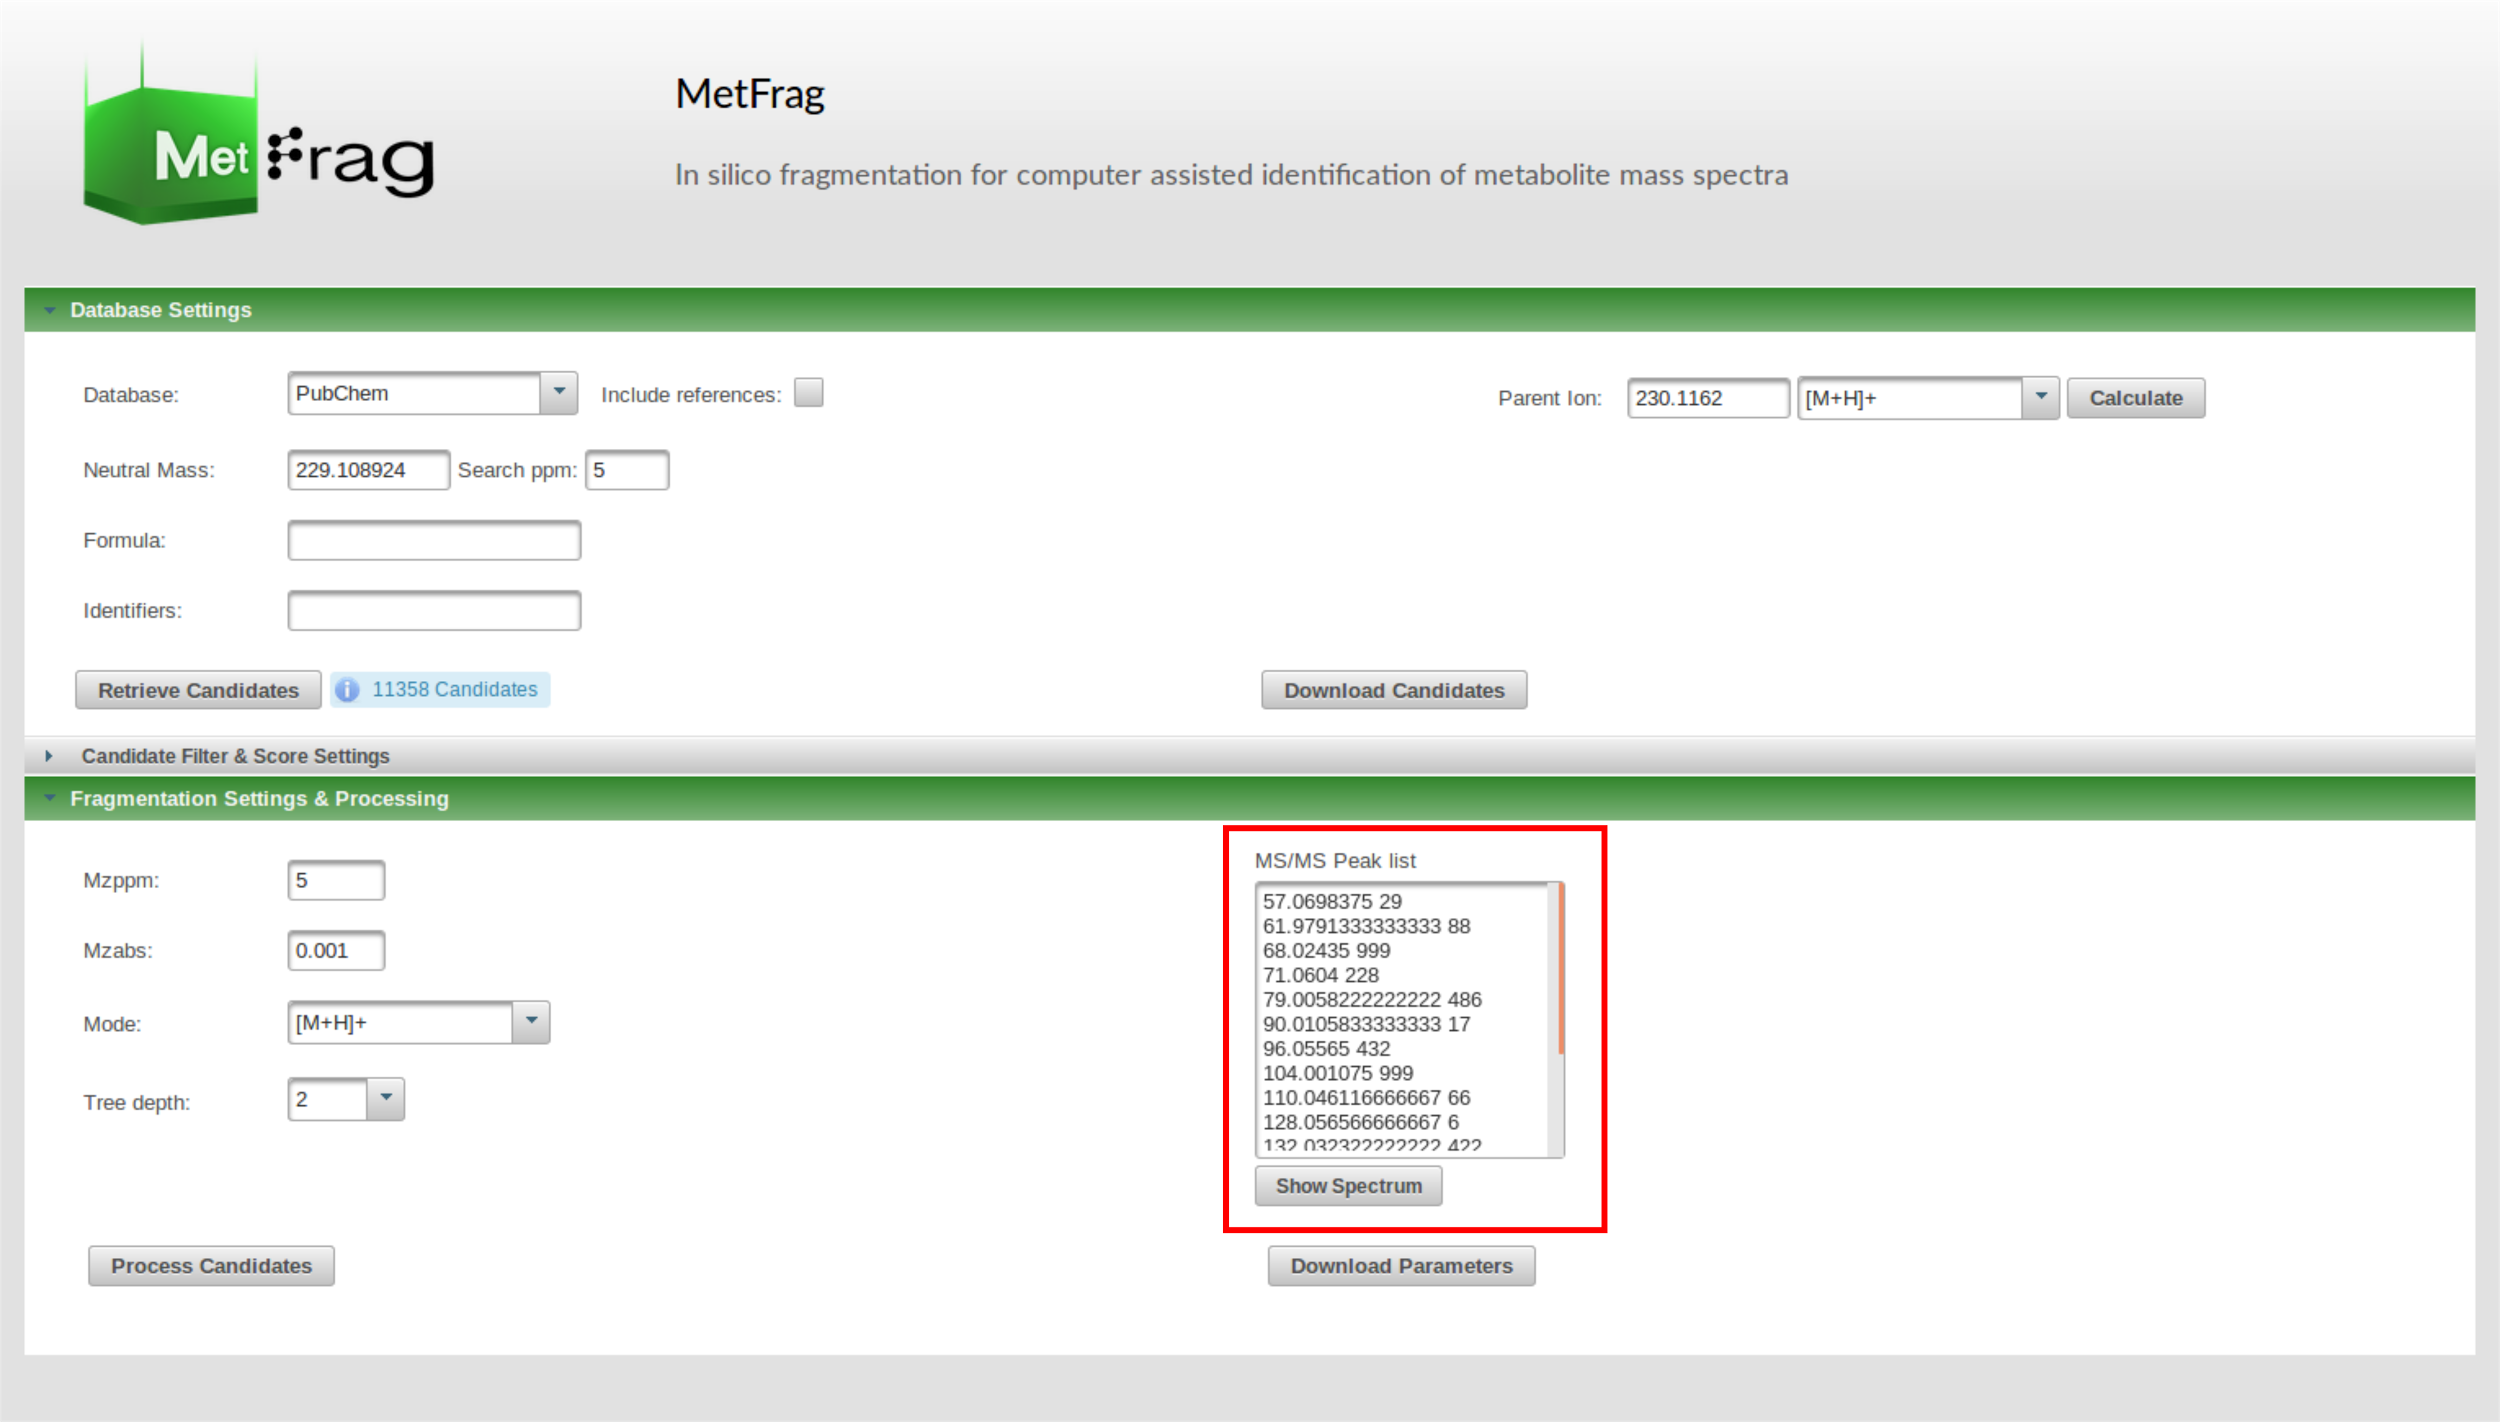 MetFrag
MetFrag
In silico fragmentation for computer assisted identification of metabolite mass spectra
Database Settings
Database: PubChem Include references: Parent Ion: 230.1162 [M+H]+ Calculate
Neutral Mass: 229.108924 Search ppm: 5
Formula:
Identifiers:
Retrieve Candidates 11358 Candidates Download Candidates
Candidate Filter & Score Settings
Fragmentation Settings & Processing
Mzppm: 5
Mzabs: 0.001
Mode: [M+H]+
Tree depth: 2
MS/MS Peak list
57.0698375 29
61.9791333333333 88
68.02435 999
71.0604 228
79.0058222222222 486
90.0105833333333 17
96.05565 432
104.001075 999
110.046116666667 66
128.056566666667 6
132.032322222222 422
Show Spectrum
Process Candidates Download Parameters